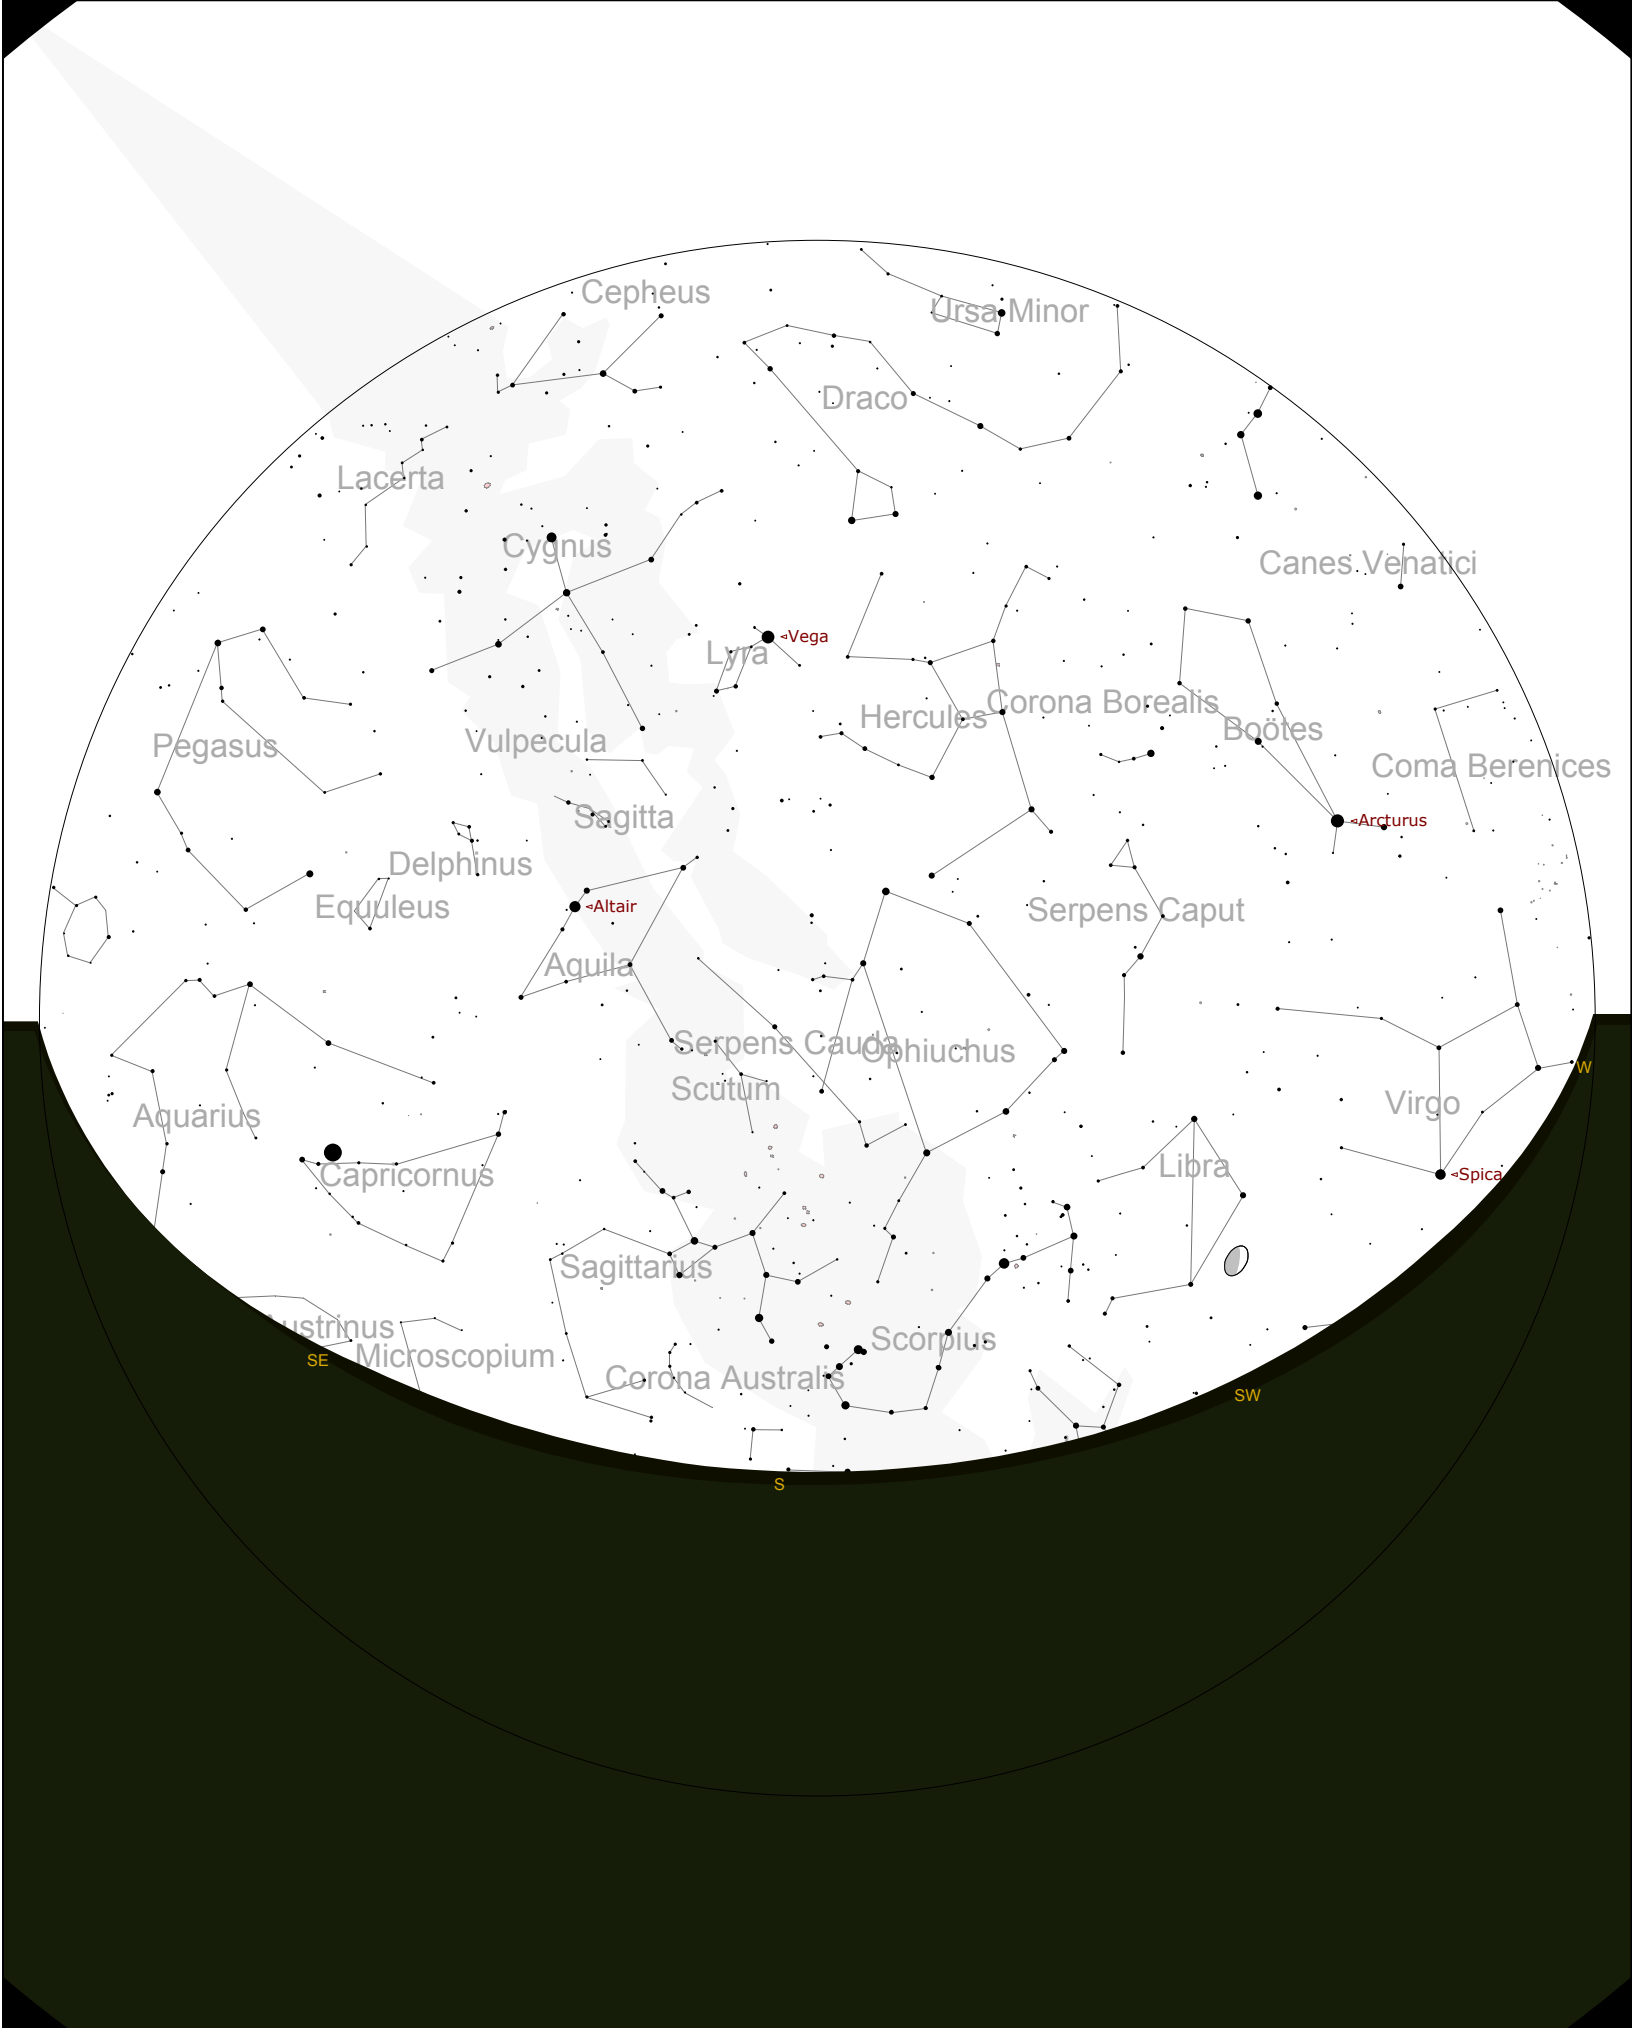 Cepheus
Ursa Minor
Draco
Lacerta
Cygnus
Canes Venatici
◅Vega
Lyra
Corona Borealis
Hercules
Boötes
Pegasus
Vulpecula
Coma Berenices
Sagitta
◅Arcturus
Delphinus
Equuleus
◅Altair
Serpens Caput
Aquila
Serpens Cauda
Ophiuchus
W
Scutum
Virgo
Aquarius
Libra
Capricornus
◅Spica
Sagittarius
ustrinus
Scorpius
Microscopium
SE
Corona Australis
SW
S